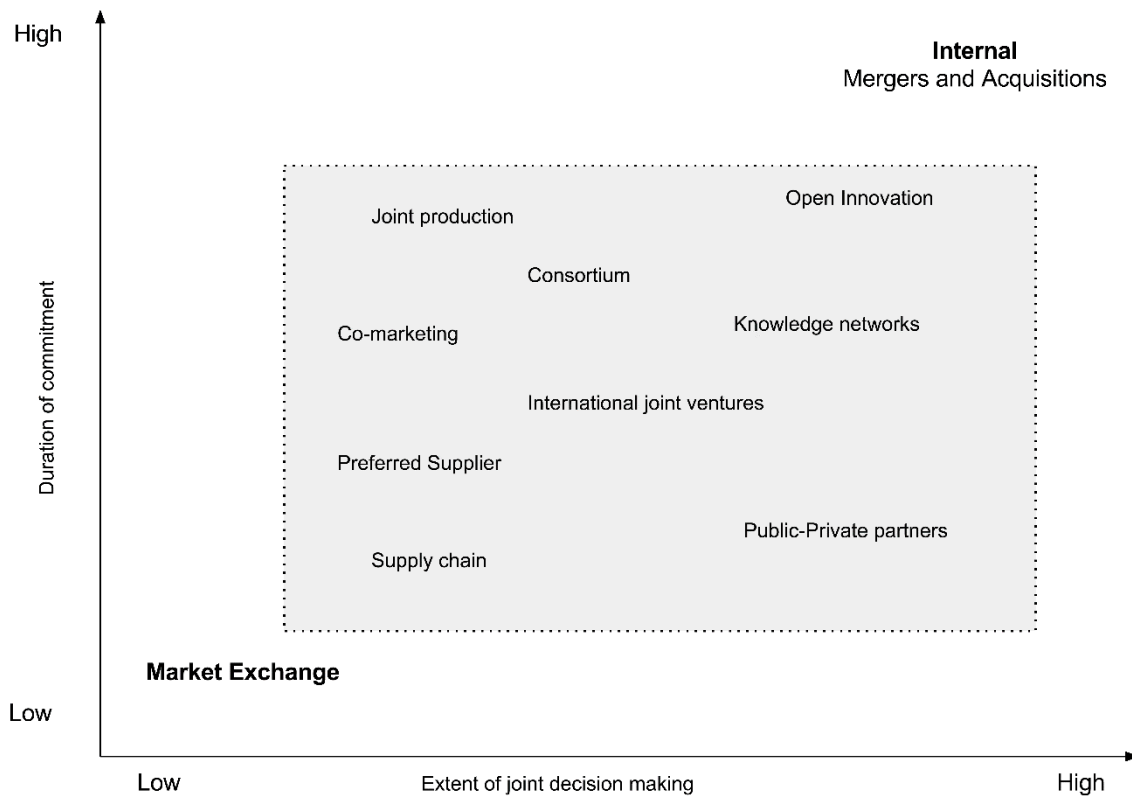 High
Internal
Mergers and Acquisitions
Open Innovation
Joint production
Consortium
Knowledge networks
Co-marketing
Duration of commitment
International joint ventures
Preferred Supplier
Public-Private partners
Supply chain
Market Exchange
Low
Low
Extent of joint decision making
High